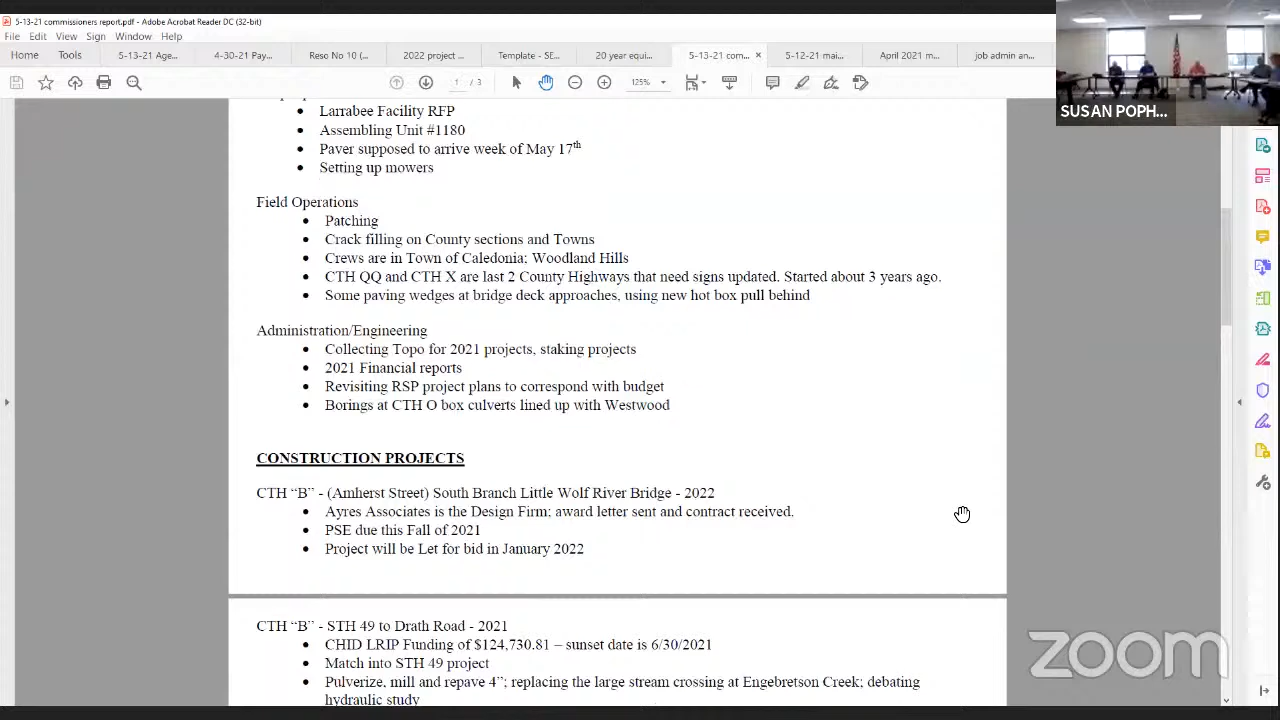 5-13-21 commissioners report.pdf - Adobe Acrobat Reader DC (32-bit)
File Edit View Sign Window Help
Home Tools 5-13-21 Age... 4-30-21 Pay... Reso No 10 (... 2022 project ... Template - SE... 20 year equi... 5-13-21 com... × 5-12-21 mai... April 2021 m... job admin an...
1 / 3 125%
SUSAN POPH...
• Larrabee Facility RFP
• Assembling Unit #1180
• Paver supposed to arrive week of May 17th
• Setting up mowers
Field Operations
• Patching
• Crack filling on County sections and Towns
• Crews are in Town of Caledonia; Woodland Hills
• CTH QQ and CTH X are last 2 County Highways that need signs updated. Started about 3 years ago.
• Some paving wedges at bridge deck approaches, using new hot box pull behind
Administration/Engineering
• Collecting Topo for 2021 projects, staking projects
• 2021 Financial reports
• Revisiting RSP project plans to correspond with budget
• Borings at CTH O box culverts lined up with Westwood
CONSTRUCTION PROJECTS
CTH “B” - (Amherst Street) South Branch Little Wolf River Bridge - 2022
• Ayres Associates is the Design Firm; award letter sent and contract received.
• PSE due this Fall of 2021
• Project will be Let for bid in January 2022
CTH “B” - STH 49 to Drath Road - 2021
• CHID LRIP Funding of $124,730.81 – sunset date is 6/30/2021
• Match into STH 49 project
• Pulverize, mill and repave 4”; replacing the large stream crossing at Engebretson Creek; debating
hydraulic study
zoom